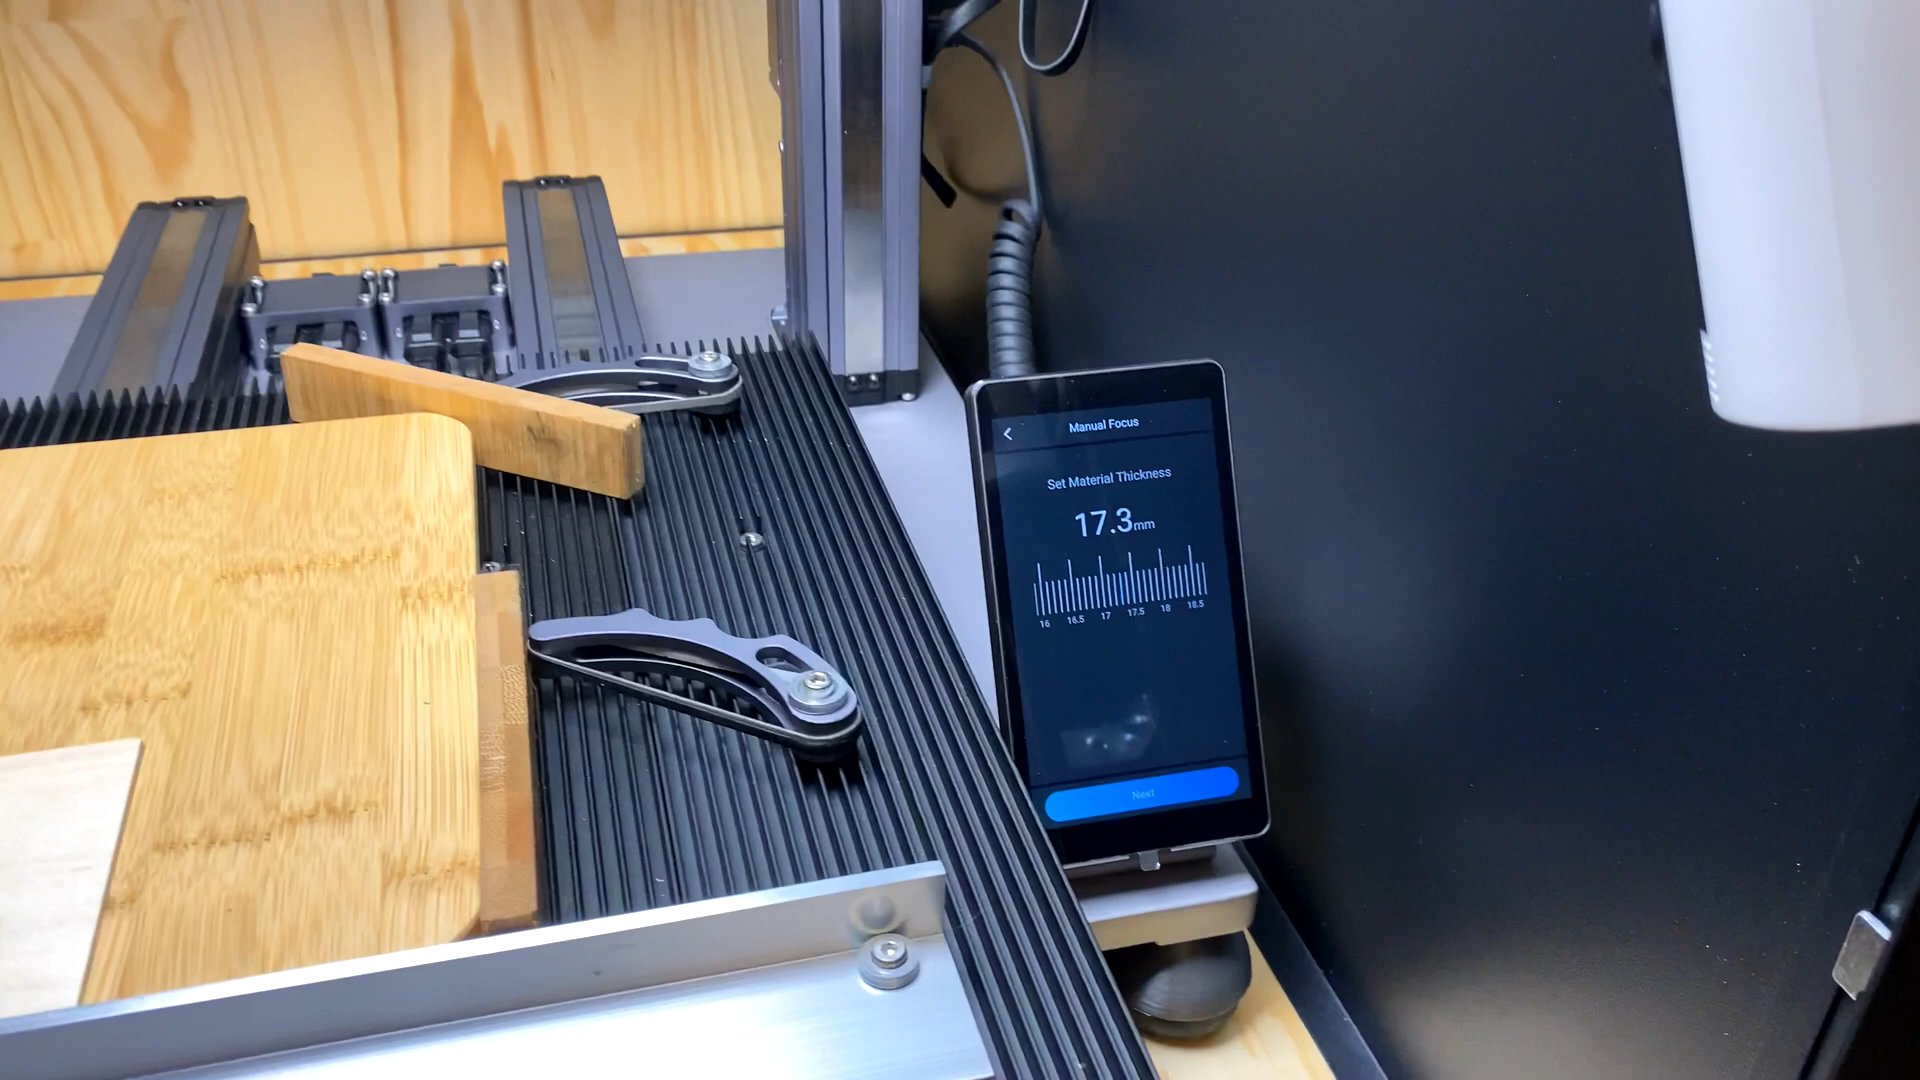 Manual Focus
Set Material Thickness
17.3mm
16 16.5 17 17.5 18 18.5
Next